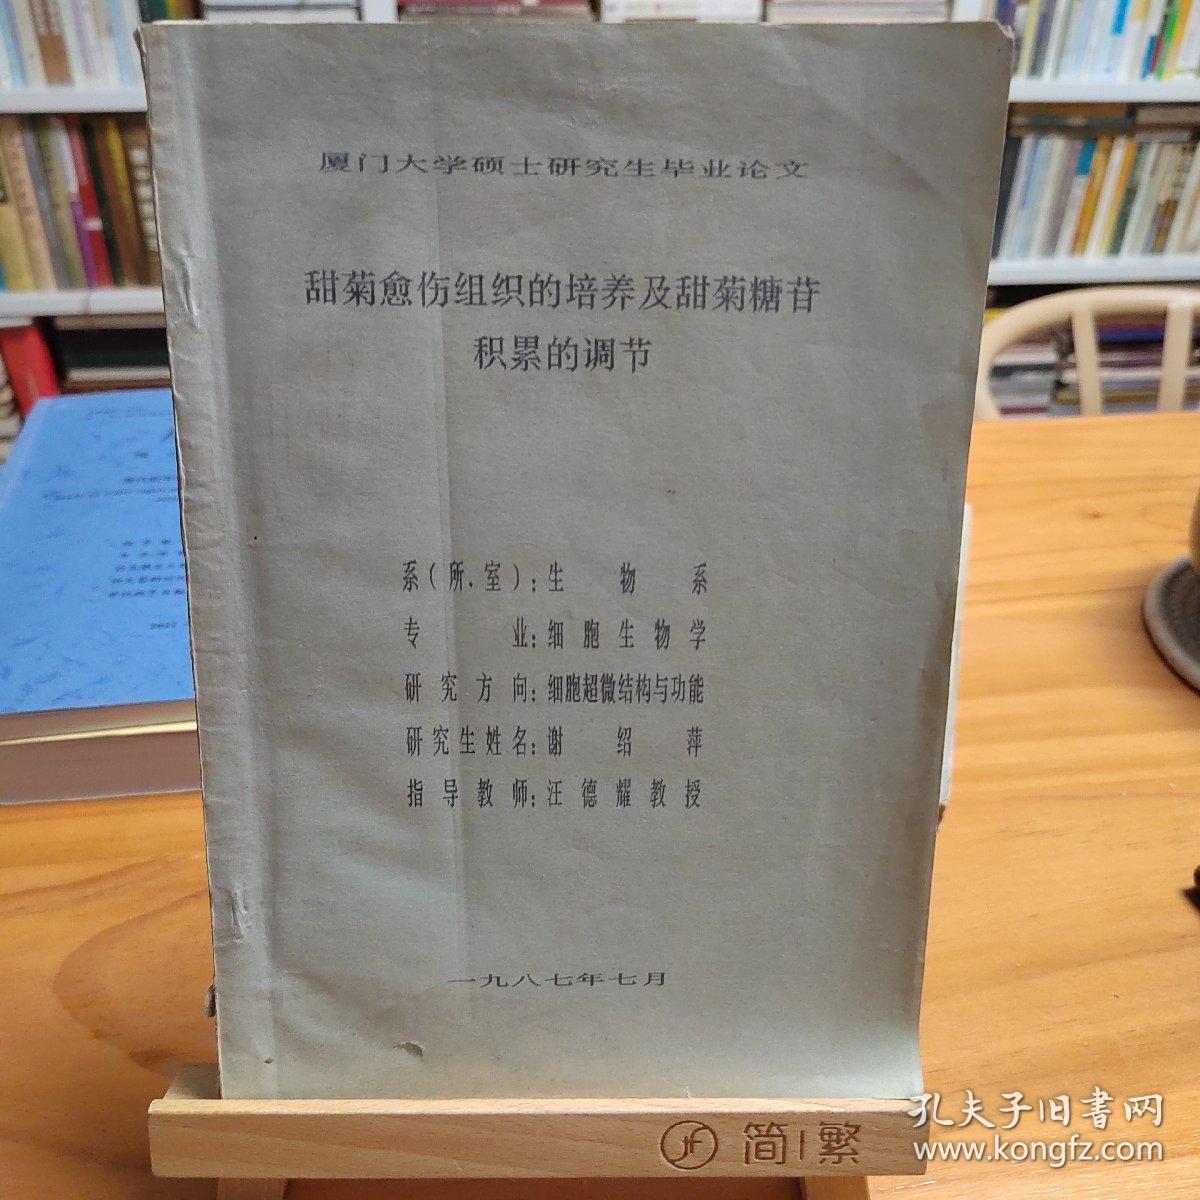 厦门大学硕士研究生毕业论文
甜菊愈伤组织的培养及甜菊糖苷
积累的调节
系(所、室):生物系
专业:细胞生物学
研究方向:细胞超微结构与功能
研究生姓名:谢绍萍
指导教师:汪德耀教授
一九八七年七月
简|繁
孔夫子旧书网
www.kongfz.com